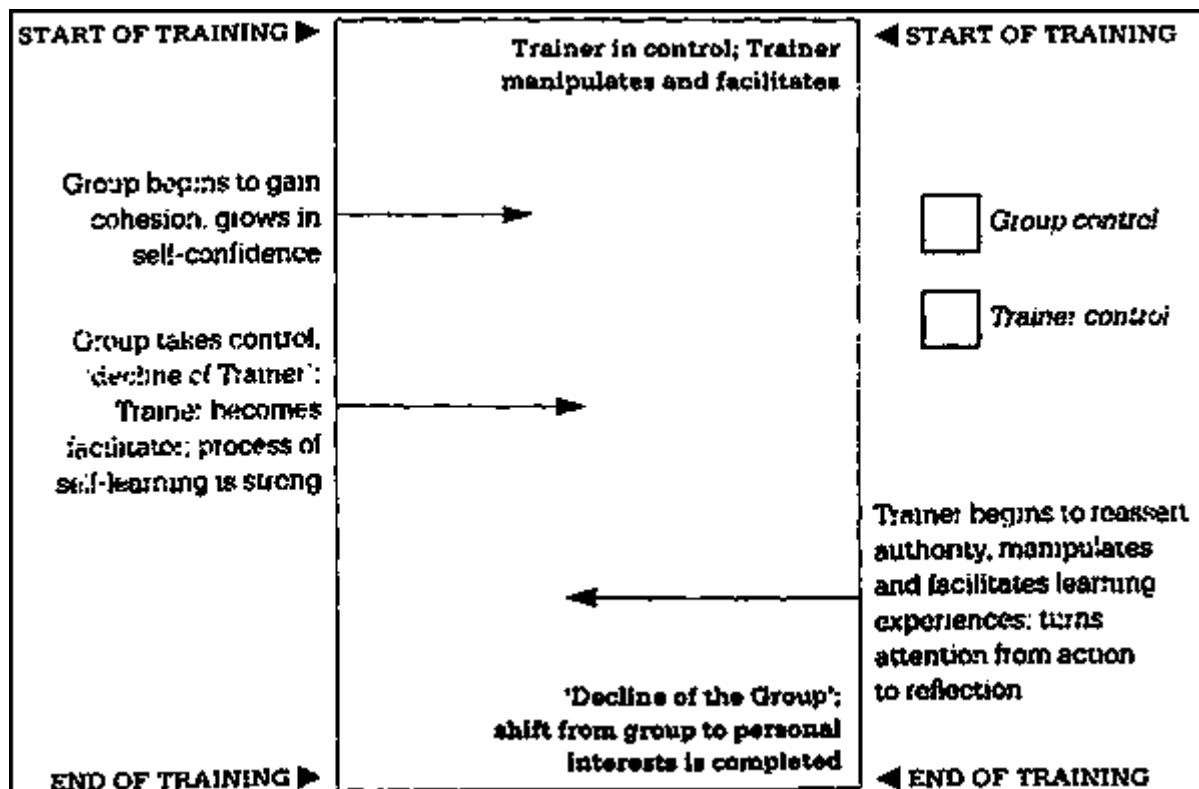 START OF TRAINING ▶
Trainer in control; Trainer
manipulates and facilitates
◀ START OF TRAINING
Group begins to gain
cohesion, grows in
self-confidence
Group control
Trainer control
Group takes control,
'decline of Trainer';
Trainer becomes
facilitator; process of
self-learning is strong
Trainer begins to reassert
authority, manipulates
and facilitates learning
experiences; turns
attention from action
to reflection
'Decline of the Group';
shift from group to personal
interests is completed
END OF TRAINING ▶
◀ END OF TRAINING